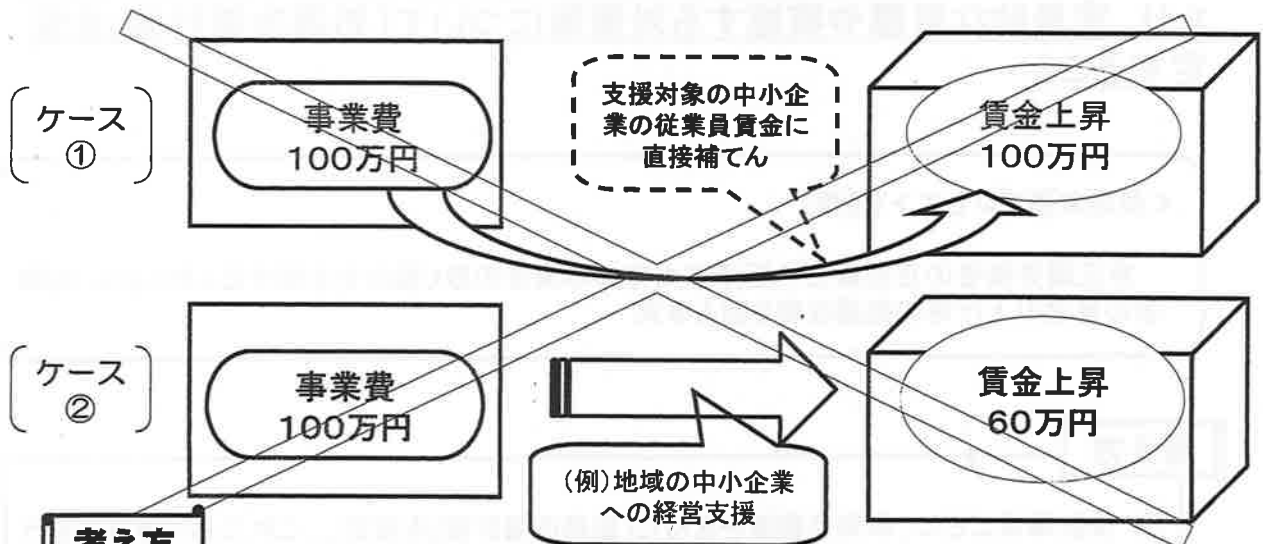 ケース
①
事業費
100万円
支援対象の中小企
業の従業員賃金に
直接補てん
賃金上昇
100万円
ケース
②
事業費
100万円
(例)地域の中小企業
への経営支援
賃金上昇
60万円
考え方